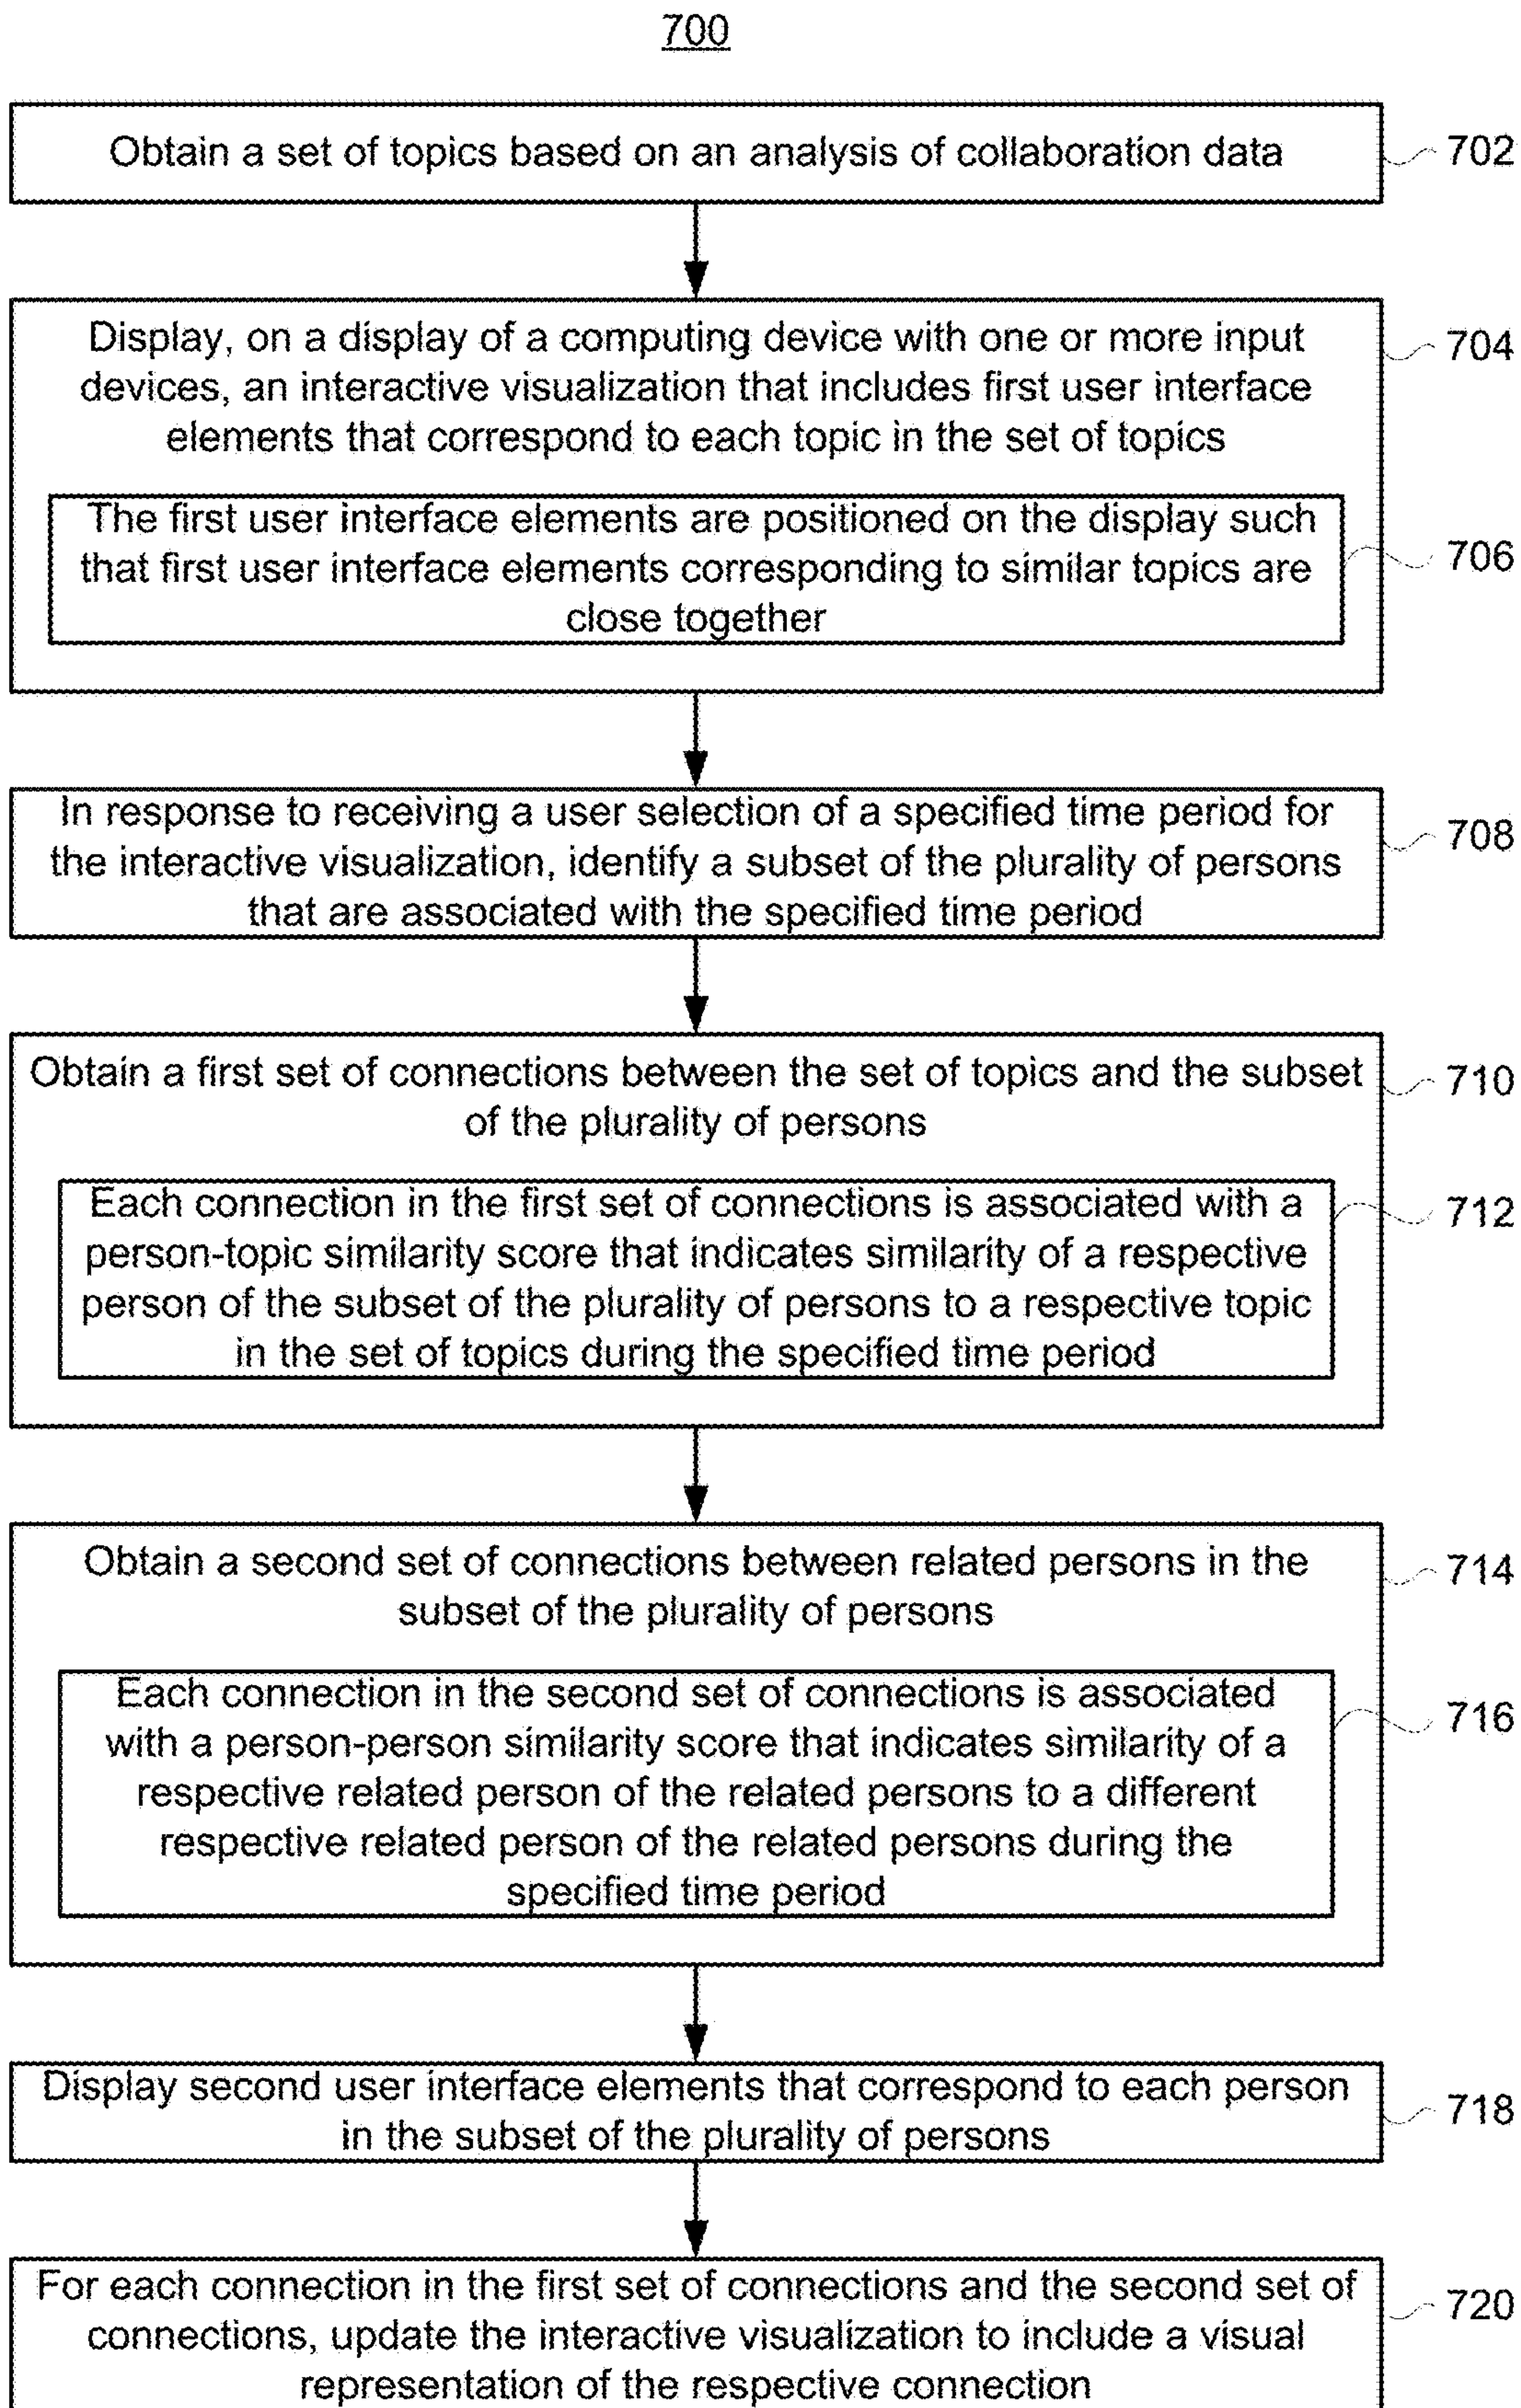 700
Obtain a set of topics based on an analysis of collaboration data
702
Display, on a display of a computing device with one or more input
devices, an interactive visualization that includes first user interface
elements that correspond to each topic in the set of topics
704
The first user interface elements are positioned on the display such
that first user interface elements corresponding to similar topics are
close together
706
In response to receiving a user selection of a specified time period for
the interactive visualization, identify a subset of the plurality of persons
that are associated with the specified time period
708
Obtain a first set of connections between the set of topics and the subset
of the plurality of persons
710
Each connection in the first set of connections is associated with a
person-topic similarity score that indicates similarity of a respective
person of the subset of the plurality of persons to a respective topic
in the set of topics during the specified time period
712
Obtain a second set of connections between related persons in the
subset of the plurality of persons
714
Each connection in the second set of connections is associated
with a person-person similarity score that indicates similarity of a
respective related person of the related persons to a different
respective related person of the related persons during the
specified time period
716
Display second user interface elements that correspond to each person
in the subset of the plurality of persons
718
For each connection in the first set of connections and the second set of
connections, update the interactive visualization to include a visual
representation of the respective connection
720